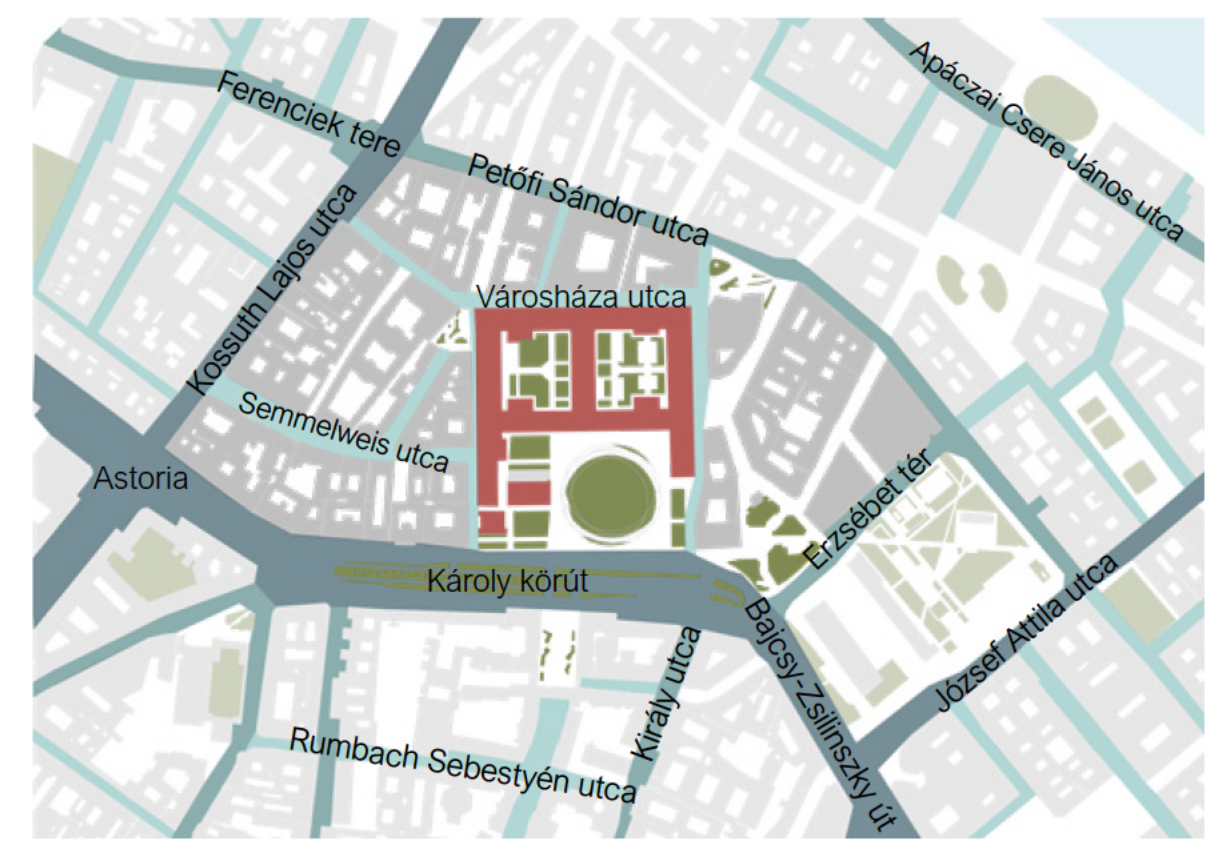 Apáczai Csere János utca
Ferenciek tere
Petőfi Sándor utca
Kossuth Lajos utca
Városháza utca
Semmelweis utca
Astoria
Erzsébet tér
Károly körút
Bajcsy-Zsilinszky út
József Attila utca
Király utca
Rumbach Sebestyén utca